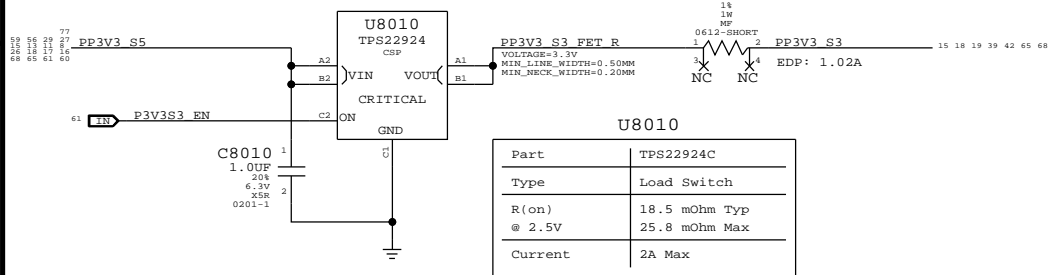 77
59 56 29 27
15 13 11 8
26 18 17 16
68 65 61 60
PP3V3_S5
U8010
TPS22924
CSP
A2
B2
VIN
VOUT
A1
B1
CRITICAL
C2
ON
GND
C1
61
IN
P3V3S3_EN
C8010
1.0UF
20%
6.3V
X5R
0201-1
1
2
PP3V3_S3_FET_R
VOLTAGE=3.3V
MIN_LINE_WIDTH=0.50MM
MIN_NECK_WIDTH=0.20MM
1%
1W
MF
0612-SHORT
1
2
3
4
NC
NC
PP3V3_S3
EDP: 1.02A
15 18 19 39 42 65 68
U8010
Part TPS22924C
Type Load Switch
R(on) 18.5 mOhm Typ
@ 2.5V 25.8 mOhm Max
Current 2A Max